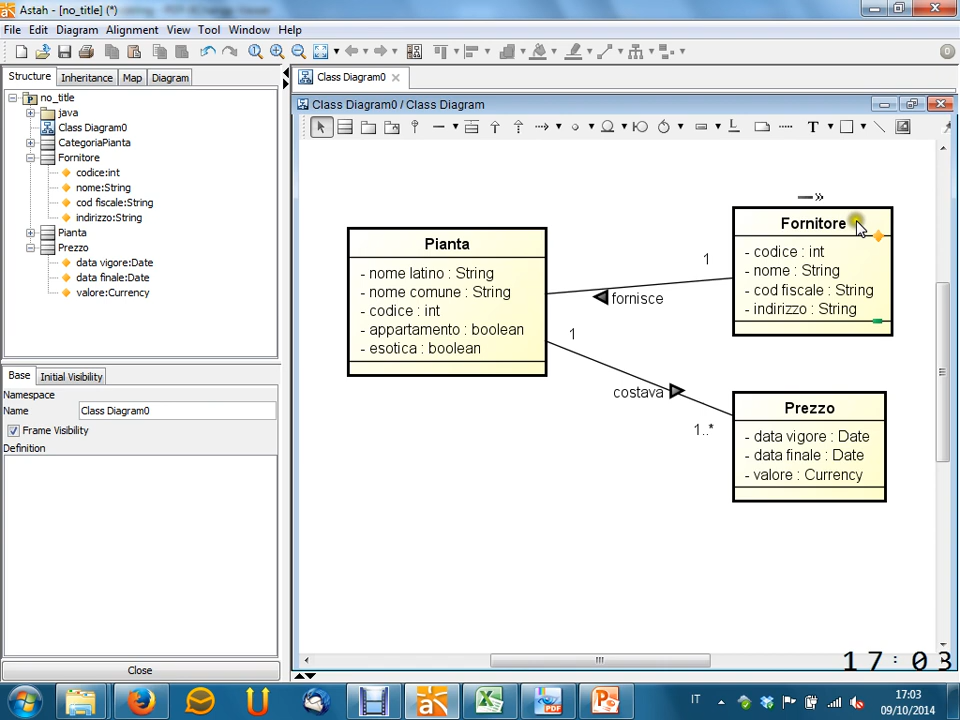 Astah - [no_title] (*)
File Edit Diagram Alignment View Tool Window Help
Structure Inheritance Map Diagram
no_title
java
Class Diagram0
CategoriaPianta
Fornitore
codice:int
nome:String
cod fiscale:String
indirizzo:String
Pianta
Prezzo
data vigore:Date
data finale:Date
valore:Currency
Base Initial Visibility
Namespace
Name Class Diagram0
Frame Visibility
Definition
Close
Class Diagram0
Class Diagram0 / Class Diagram
T
Pianta
- nome latino : String
- nome comune : String
- codice : int
- appartamento : boolean
- esotica : boolean
1
fornisce
1
costava
1..*
Fornitore
- codice : int
- nome : String
- cod fiscale : String
- indirizzo : String
Prezzo
- data vigore : Date
- data finale : Date
- valore : Currency
17:03
IT
17:03
09/10/2014